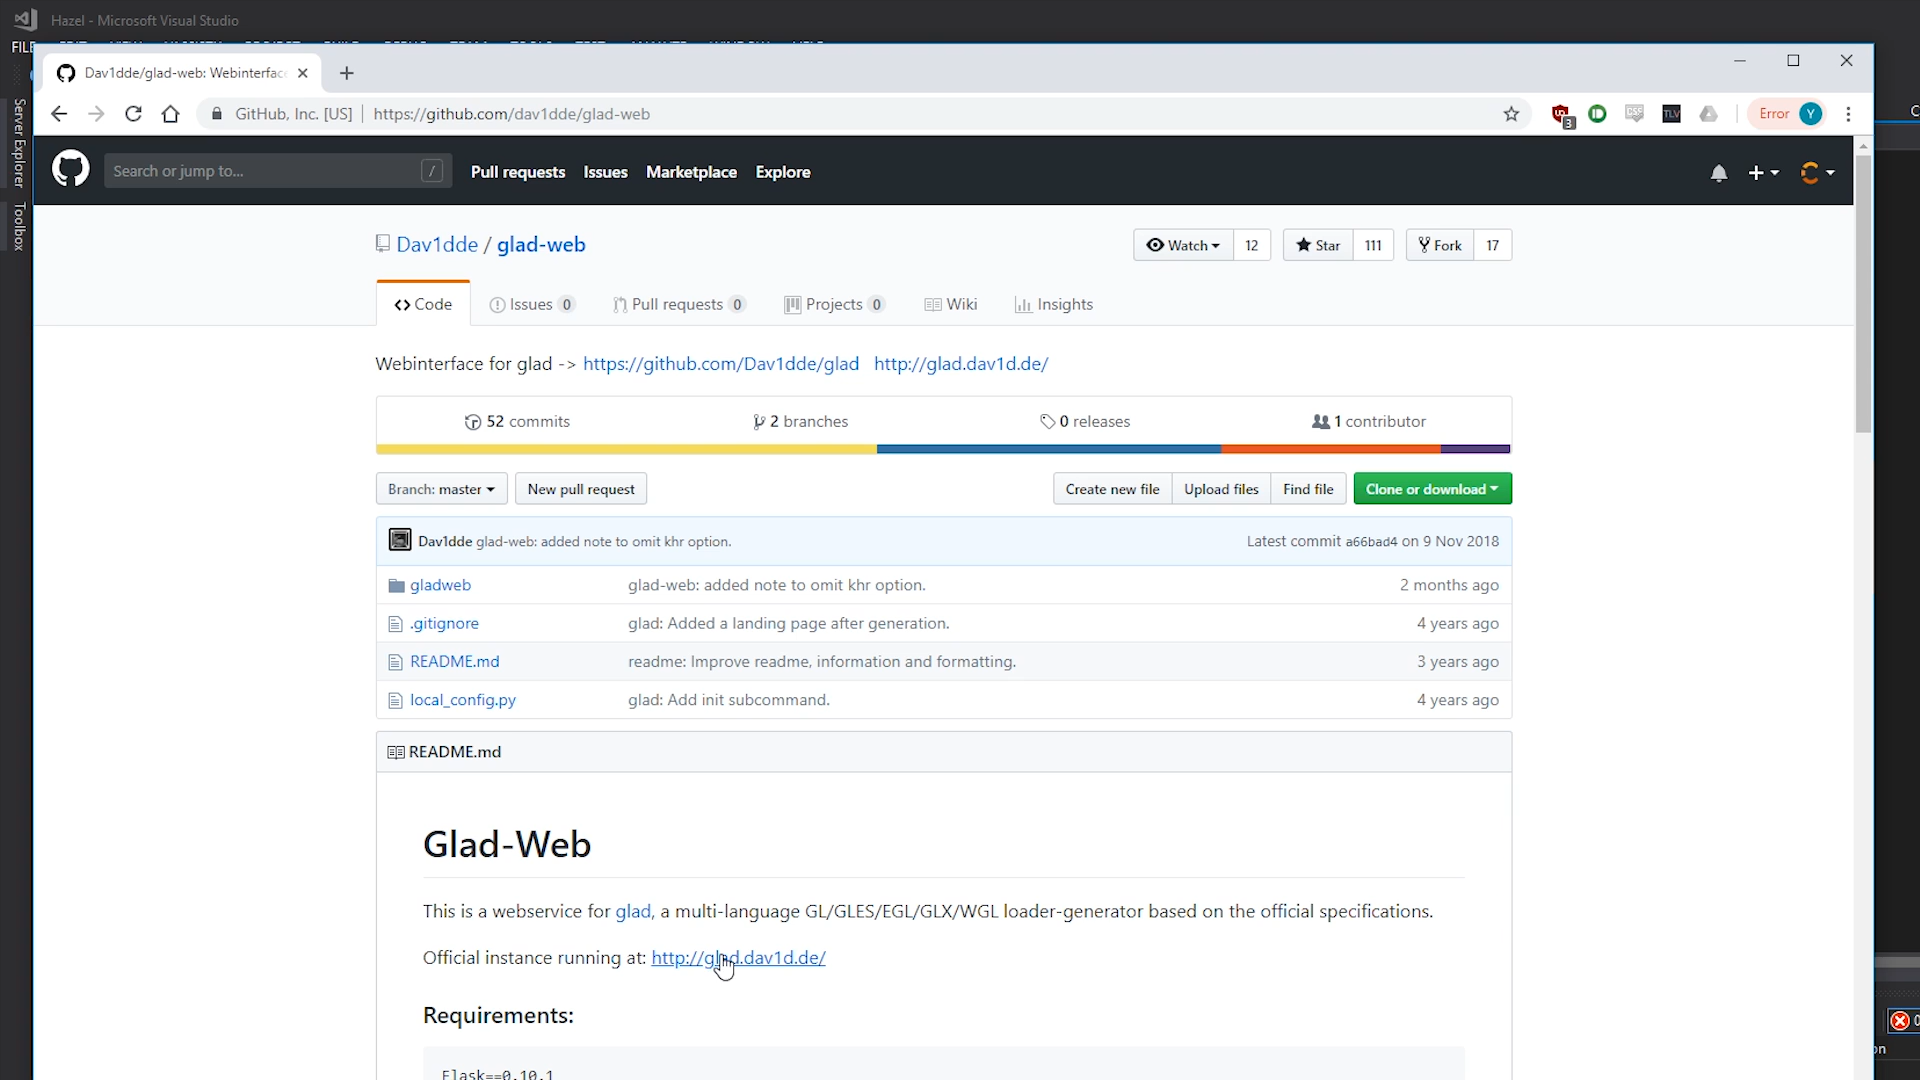 Hazel - Microsoft Visual Studio
FILE
Server Explorer
Toolbox
Dav1dde/glad-web: Webinterface
GitHub, Inc. [US] https://github.com/dav1dde/glad-web
3
CSS
TLV
Error Y
Search or jump to... /
Pull requests Issues Marketplace Explore
Dav1dde / glad-web
Watch 12 Star 111 Fork 17
Code Issues 0 Pull requests 0 Projects 0 Wiki Insights
Webinterface for glad -> https://github.com/Dav1dde/glad http://glad.dav1d.de/
52 commits 2 branches 0 releases 1 contributor
Branch: master New pull request Create new file Upload files Find file Clone or download
Dav1dde glad-web: added note to omit khr option. Latest commit a66bad4 on 9 Nov 2018
gladweb glad-web: added note to omit khr option. 2 months ago
.gitignore glad: Added a landing page after generation. 4 years ago
README.md readme: Improve readme, information and formatting. 3 years ago
local_config.py glad: Add init subcommand. 4 years ago
README.md
Glad-Web
This is a webservice for glad, a multi-language GL/GLES/EGL/GLX/WGL loader-generator based on the official specifications.
Official instance running at: http://glad.dav1d.de/
Requirements:
Flask==0.10.1